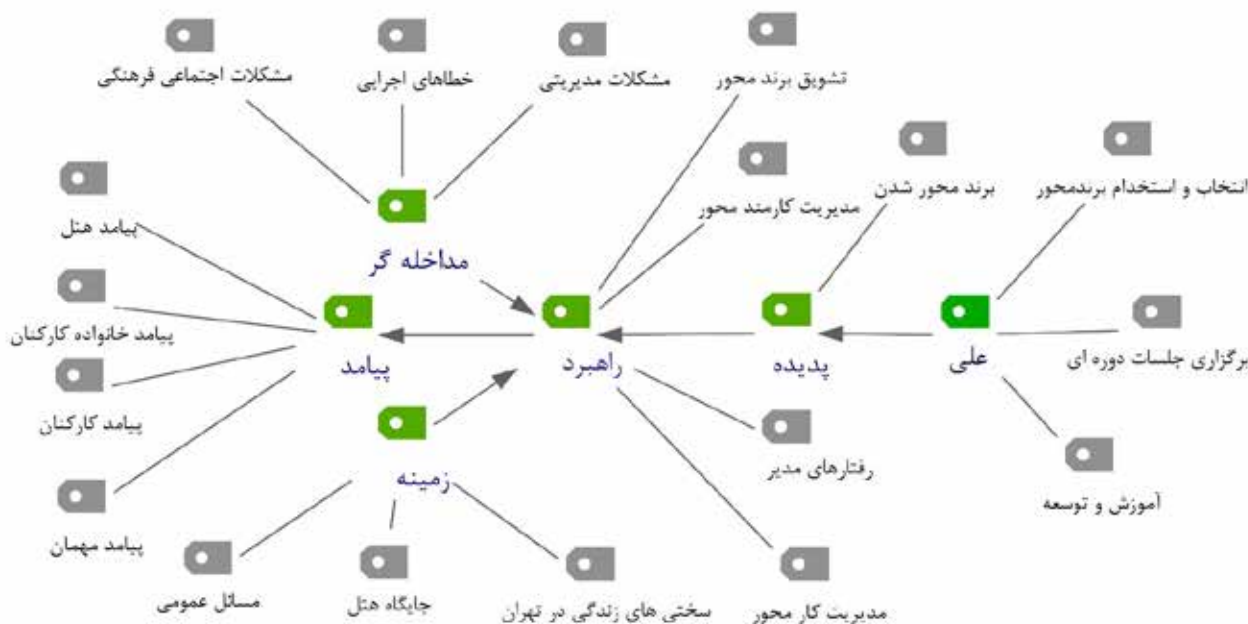 تشویق برند محور
مشکلات مدیریتی
خطاهای اجرایی
مشکلات اجتماعی فرهنگی
انتخاب و استخدام برندمحور
برند محور شدن
مدیریت کارمند محور
پیامد هتل
مداخله گر
پیامد خانواده کارکنان
برگزاری جلسات دوره ای
علی
پدیده
راهبرد
پیامد
پیامد کارکنان
رفتارهای مدیر
زمینه
آموزش و توسعه
پیامد مهمان
مسائل عمومی
جایگاه هتل
سختی های زندگی در تهران
مدیریت کار محور